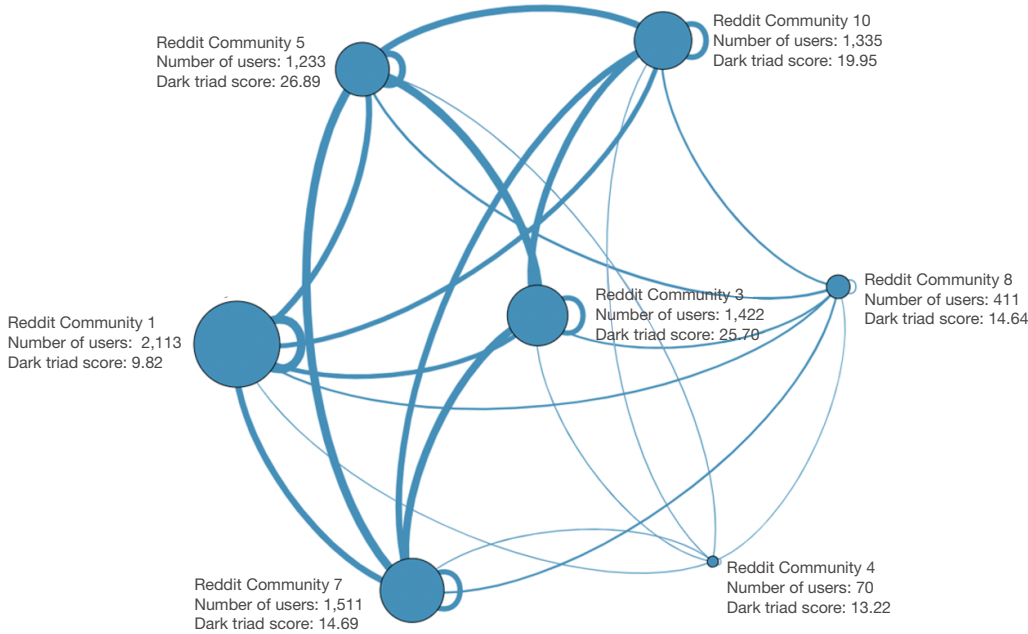 Reddit Community 10
Number of users: 1,335
Dark triad score: 19.95
Reddit Community 5
Number of users: 1,233
Dark triad score: 26.89
Reddit Community 8
Number of users: 411
Dark triad score: 14.64
Reddit Community 3
Number of users: 1,422
Dark triad score: 25.70
Reddit Community 1
Number of users: 2,113
Dark triad score: 9.82
Reddit Community 4
Number of users: 70
Dark triad score: 13.22
Reddit Community 7
Number of users: 1,511
Dark triad score: 14.69